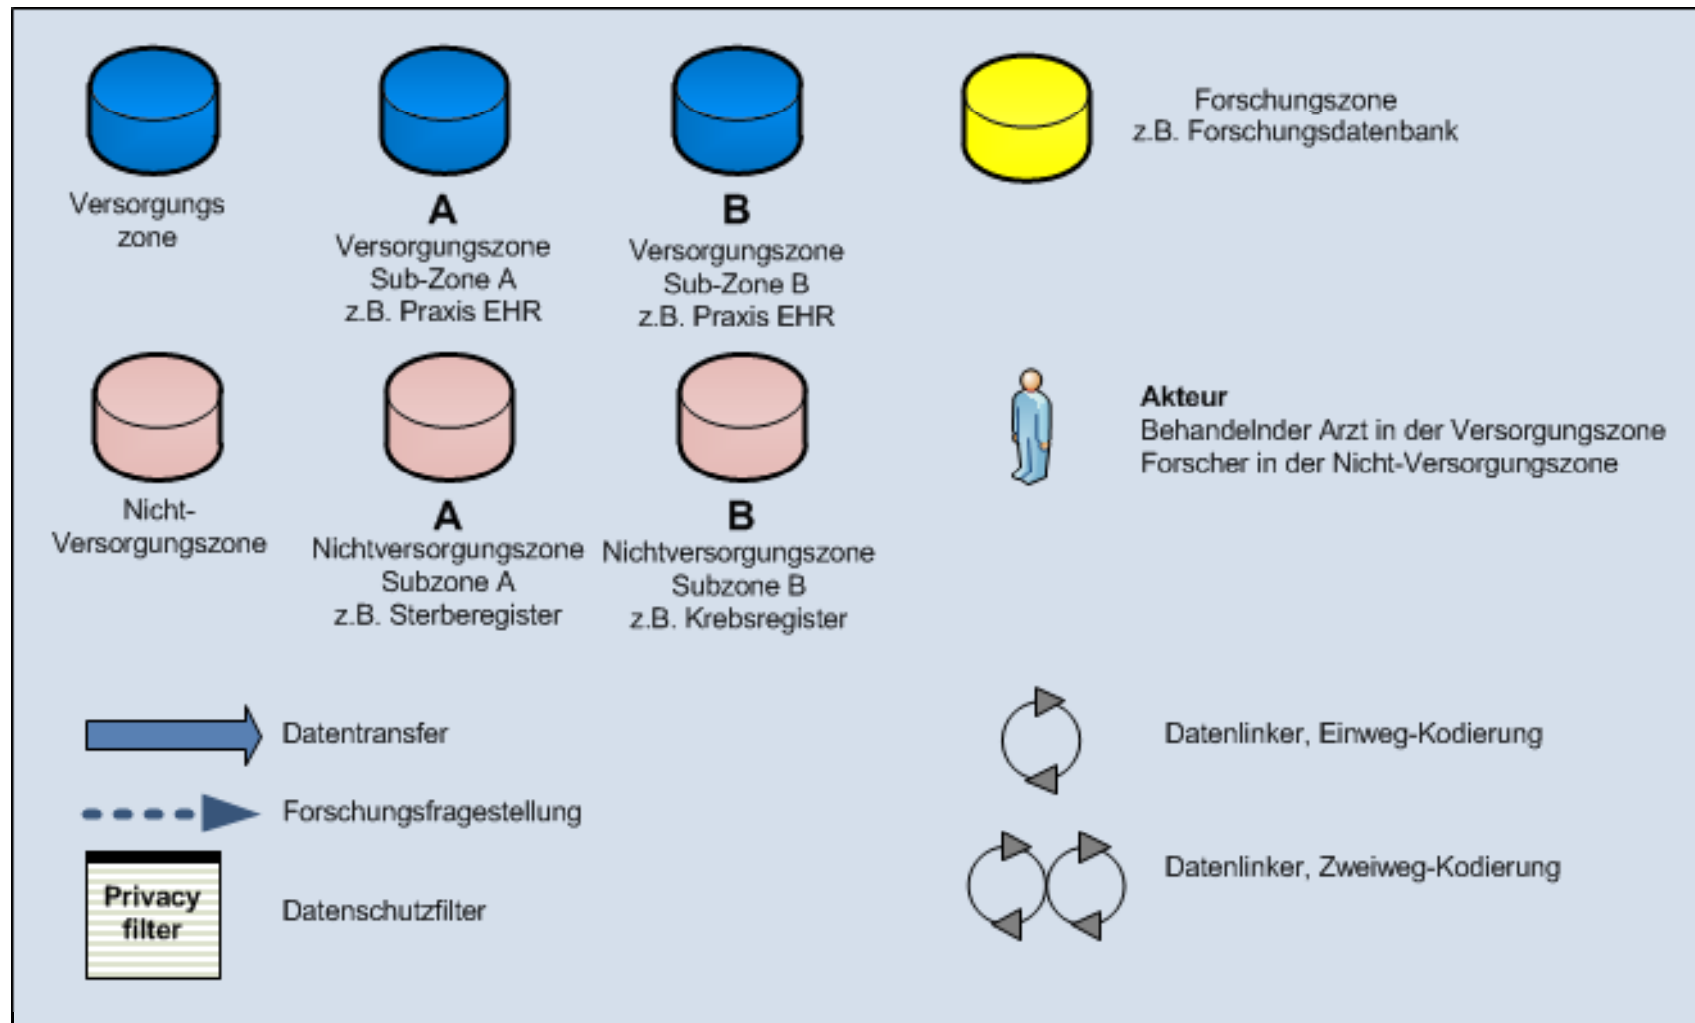 Versorgungs
zone
A
Versorgungszone
Sub-Zone A
z.B. Praxis EHR
B
Versorgungszone
Sub-Zone B
z.B. Praxis EHR
Forschungszone
z.B. Forschungsdatenbank
Nicht-
Versorgungszone
A
Nichtversorgungszone
Subzone A
z.B. Sterberegister
B
Nichtversorgungszone
Subzone B
z.B. Krebsregister
Akteur
Behandelnder Arzt in der Versorgungszone
Forscher in der Nicht-Versorgungszone
Datentransfer
Forschungsfragestellung
Privacy
filter
Datenschutzfilter
Datenlinker, Einweg-Kodierung
Datenlinker, Zweiweg-Kodierung